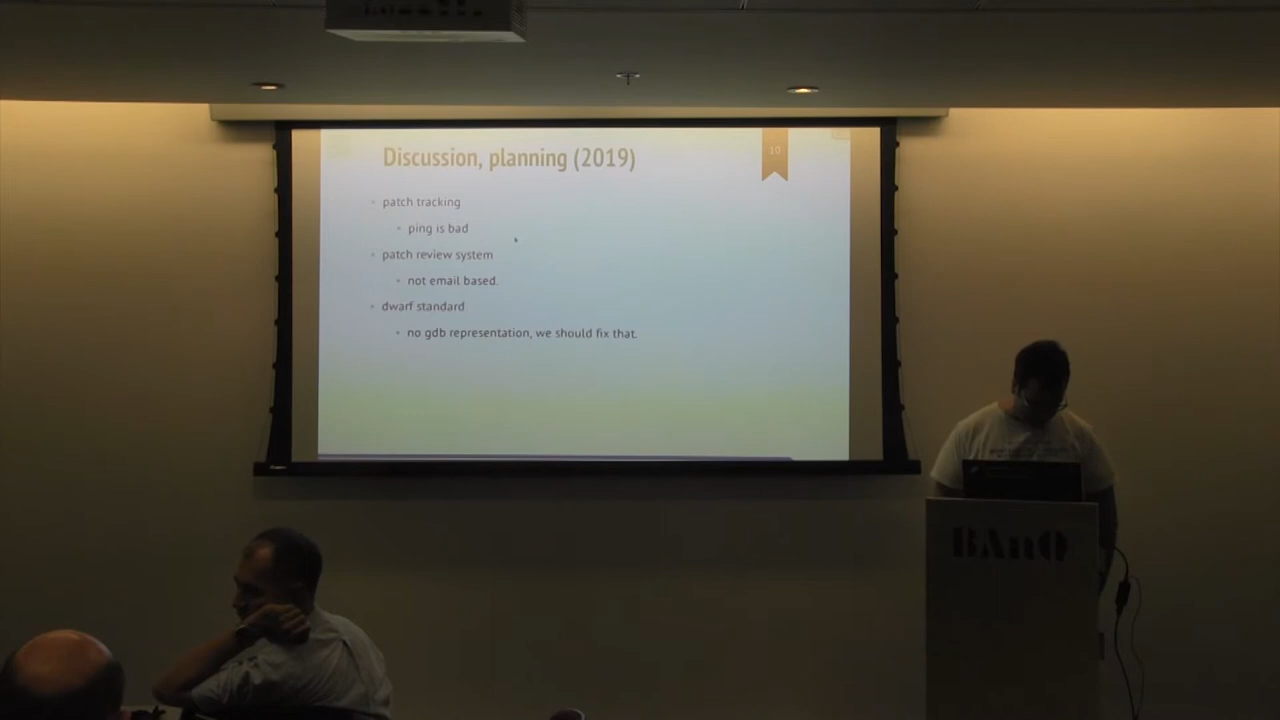 Discussion, planning (2019)
10
patch tracking
ping is bad
patch review system
not email based.
dwarf standard
no gdb representation, we should fix that.
BAnQ